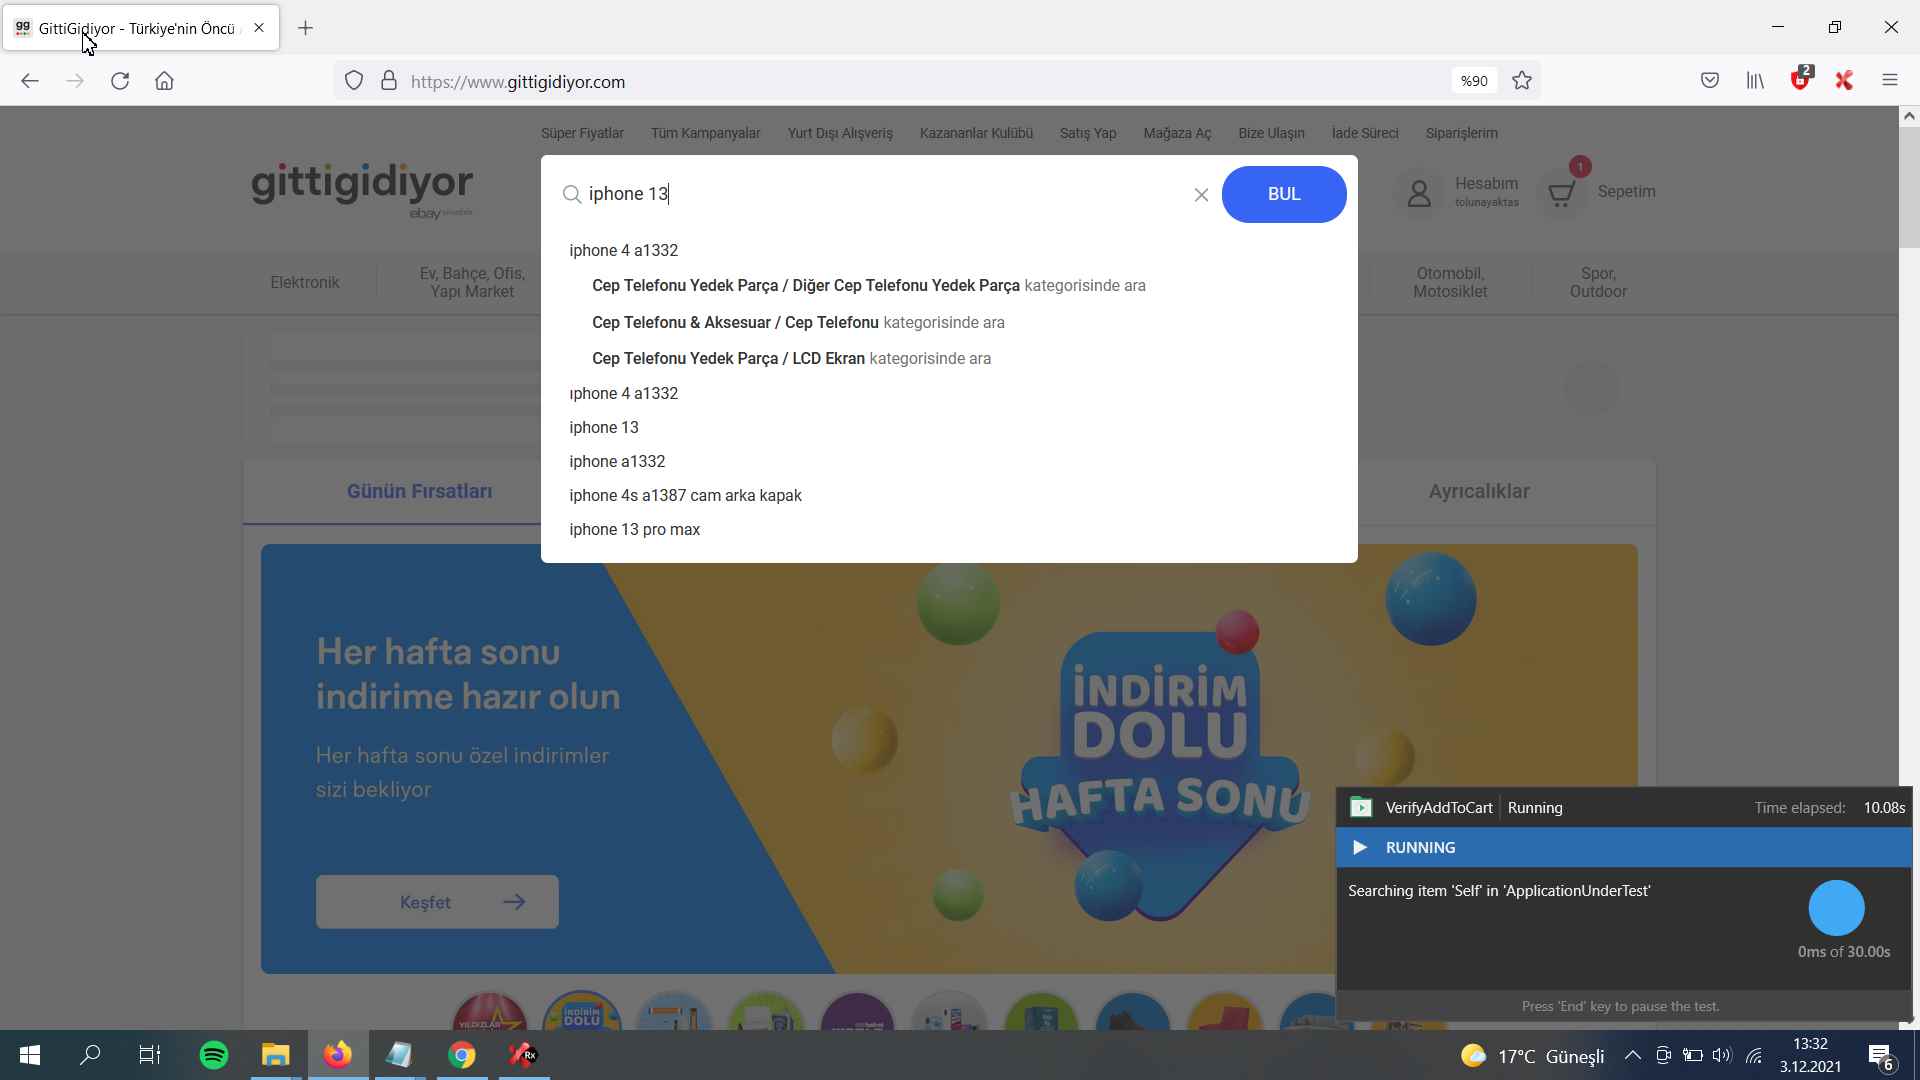 gg
GittiGidiyor - Türkiye'nin Öncü
https://www.gittigidiyor.com
%90
2
Süper Fiyatlar
Tüm Kampanyalar
Yurt Dışı Alışveriş
Kazananlar Kulübü
Satış Yap
Mağaza Aç
Bize Ulaşın
İade Süreci
Siparişlerim
gittigidiyor
ebay
iphone 13
BUL
Hesabım
tolunayaktas
1
Sepetim
Elektronik
Ev, Bahçe, Ofis,
Yapı Market
Otomobil,
Motosiklet
Spor,
Outdoor
iphone 4 a1332
Cep Telefonu Yedek Parça / Diğer Cep Telefonu Yedek Parça kategorisinde ara
Cep Telefonu & Aksesuar / Cep Telefonu kategorisinde ara
Cep Telefonu Yedek Parça / LCD Ekran kategorisinde ara
ıphone 4 a1332
iphone 13
iphone a1332
iphone 4s a1387 cam arka kapak
iphone 13 pro max
Günün Fırsatları
Ayrıcalıklar
Her hafta sonu
indirime hazır olun
Her hafta sonu özel indirimler
sizi bekliyor
Keşfet
İNDİRİM
DOLU
HAFTA SONU
YILDIZLAR
İNDİRİM
DOLU
VerifyAddToCart
Running
Time elapsed:
10.08s
RUNNING
Searching item 'Self' in 'ApplicationUnderTest'
0ms of 30.00s
Press 'End' key to pause the test.
Rx
17°C Güneşli
13:32
3.12.2021
6